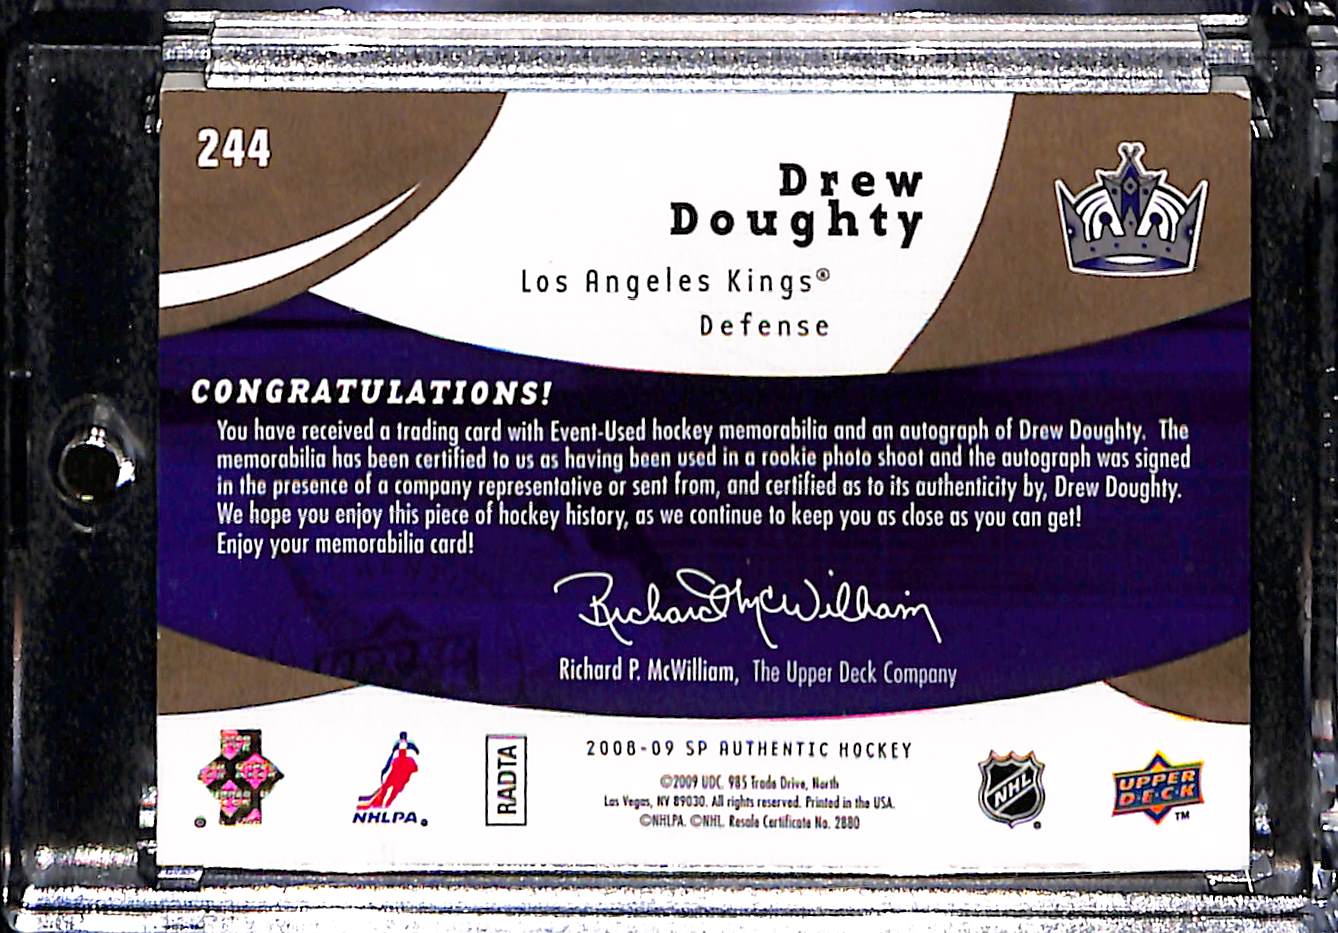 244
Drew
Doughty
Los Angeles Kings®
Defense
CONGRATULATIONS!
You have received a trading card with Event-Used hockey memorabilia and an autograph of Drew Doughty. The
memorabilia has been certified to us as having been used in a rookie photo shoot and the autograph was signed
in the presence of a company representative or sent from, and certified as to its authenticity by, Drew Doughty.
We hope you enjoy this piece of hockey history, as we continue to keep you as close as you can get!
Enjoy your memorabilia card!
Richard McWilliam
Richard P. McWilliam, The Upper Deck Company
NHLPA.
RADTA
2008-09 SP AUTHENTIC HOCKEY
©2009 UDC. 985 Trade Drive, North
Las Vegas, NV 89030. All rights reserved. Printed in the USA.
©NHLPA. ©NHL. Resale Certificate No. 2880
NHL
UPPER
DECK
TM